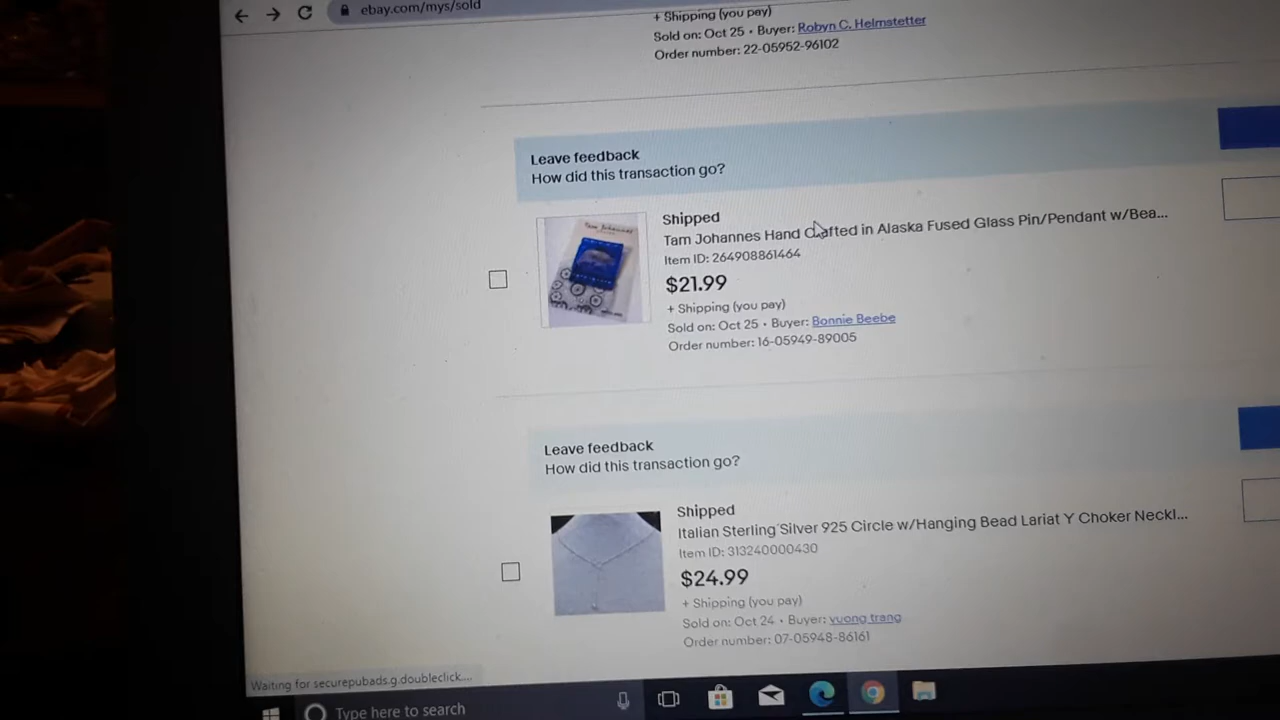 ebay.com/mys/sold
+ Shipping (you pay)
Sold on: Oct 25 • Buyer: Robyn C. Helmstetter
Order number: 22-05952-96102
Leave feedback
How did this transaction go?
Shipped
Tam Johannes Hand Crafted in Alaska Fused Glass Pin/Pendant w/Bea...
Item ID: 264908861464
$21.99
+ Shipping (you pay)
Sold on: Oct 25 • Buyer: Bonnie Beebe
Order number: 16-05949-89005
Tam Johannes
Leave feedback
How did this transaction go?
Shipped
Italian Sterling Silver 925 Circle w/Hanging Bead Lariat Y Choker Neckl...
Item ID: 313240000430
$24.99
+ Shipping (you pay)
Sold on: Oct 24 • Buyer: vuong trang
Order number: 07-05948-86161
Waiting for securepubads.g.doubleclick....
Type here to search